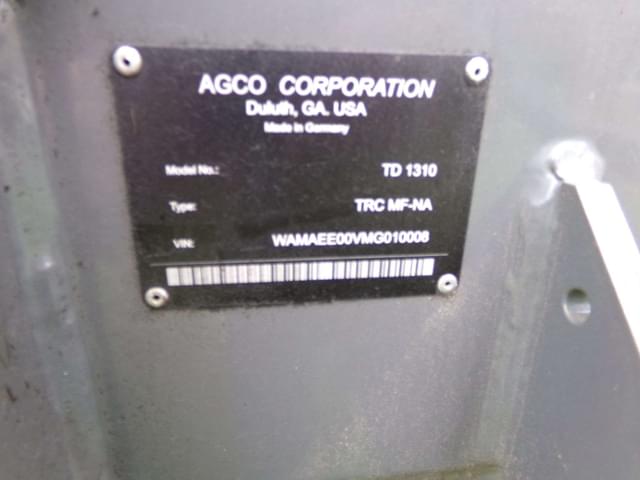 AGCO CORPORATION
Duluth, GA. USA
Made in Germany
Model No.: TD 1310
Type: TRC MF-NA
VIN: WAMAEE00VMG010008